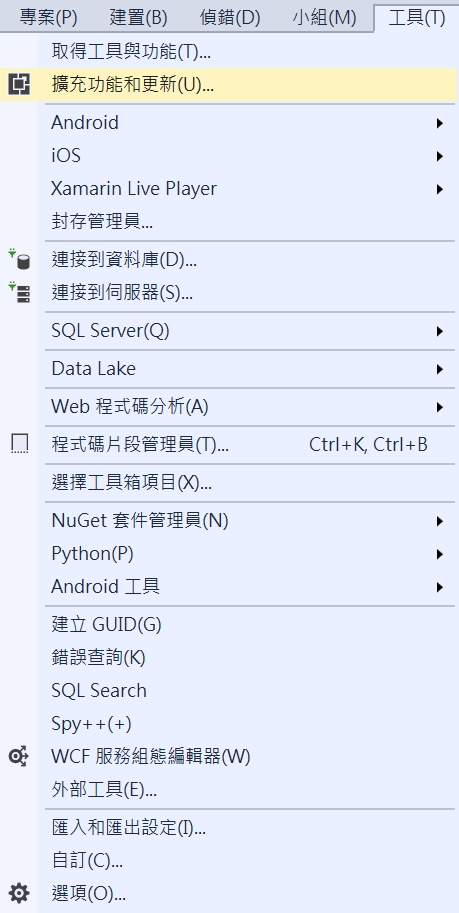 專案(P) 建置(B) 偵錯(D) 小組(M) 工具(T)
取得工具與功能(T)...
擴充功能和更新(U)...
Android
iOS
Xamarin Live Player
封存管理員...
連接到資料庫(D)...
連接到伺服器(S)...
SQL Server(Q)
Data Lake
Web 程式碼分析(A)
程式碼片段管理員(T)... Ctrl+K, Ctrl+B
選擇工具箱項目(X)...
NuGet 套件管理員(N)
Python(P)
Android 工具
建立 GUID(G)
錯誤查詢(K)
SQL Search
Spy++(+)
WCF 服務組態編輯器(W)
外部工具(E)...
匯入和匯出設定(I)...
自訂(C)...
選項(O)...